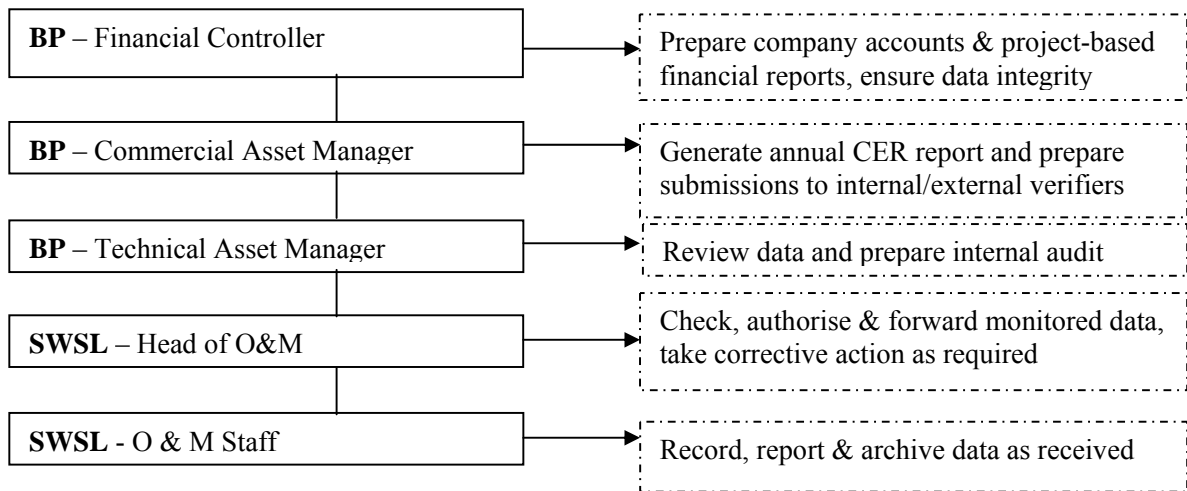 BP – Financial Controller
Prepare company accounts & project-based
financial reports, ensure data integrity
BP – Commercial Asset Manager
Generate annual CER report and prepare
submissions to internal/external verifiers
BP – Technical Asset Manager
Review data and prepare internal audit
SWSL – Head of O&M
Check, authorise & forward monitored data,
take corrective action as required
SWSL - O & M Staff
Record, report & archive data as received